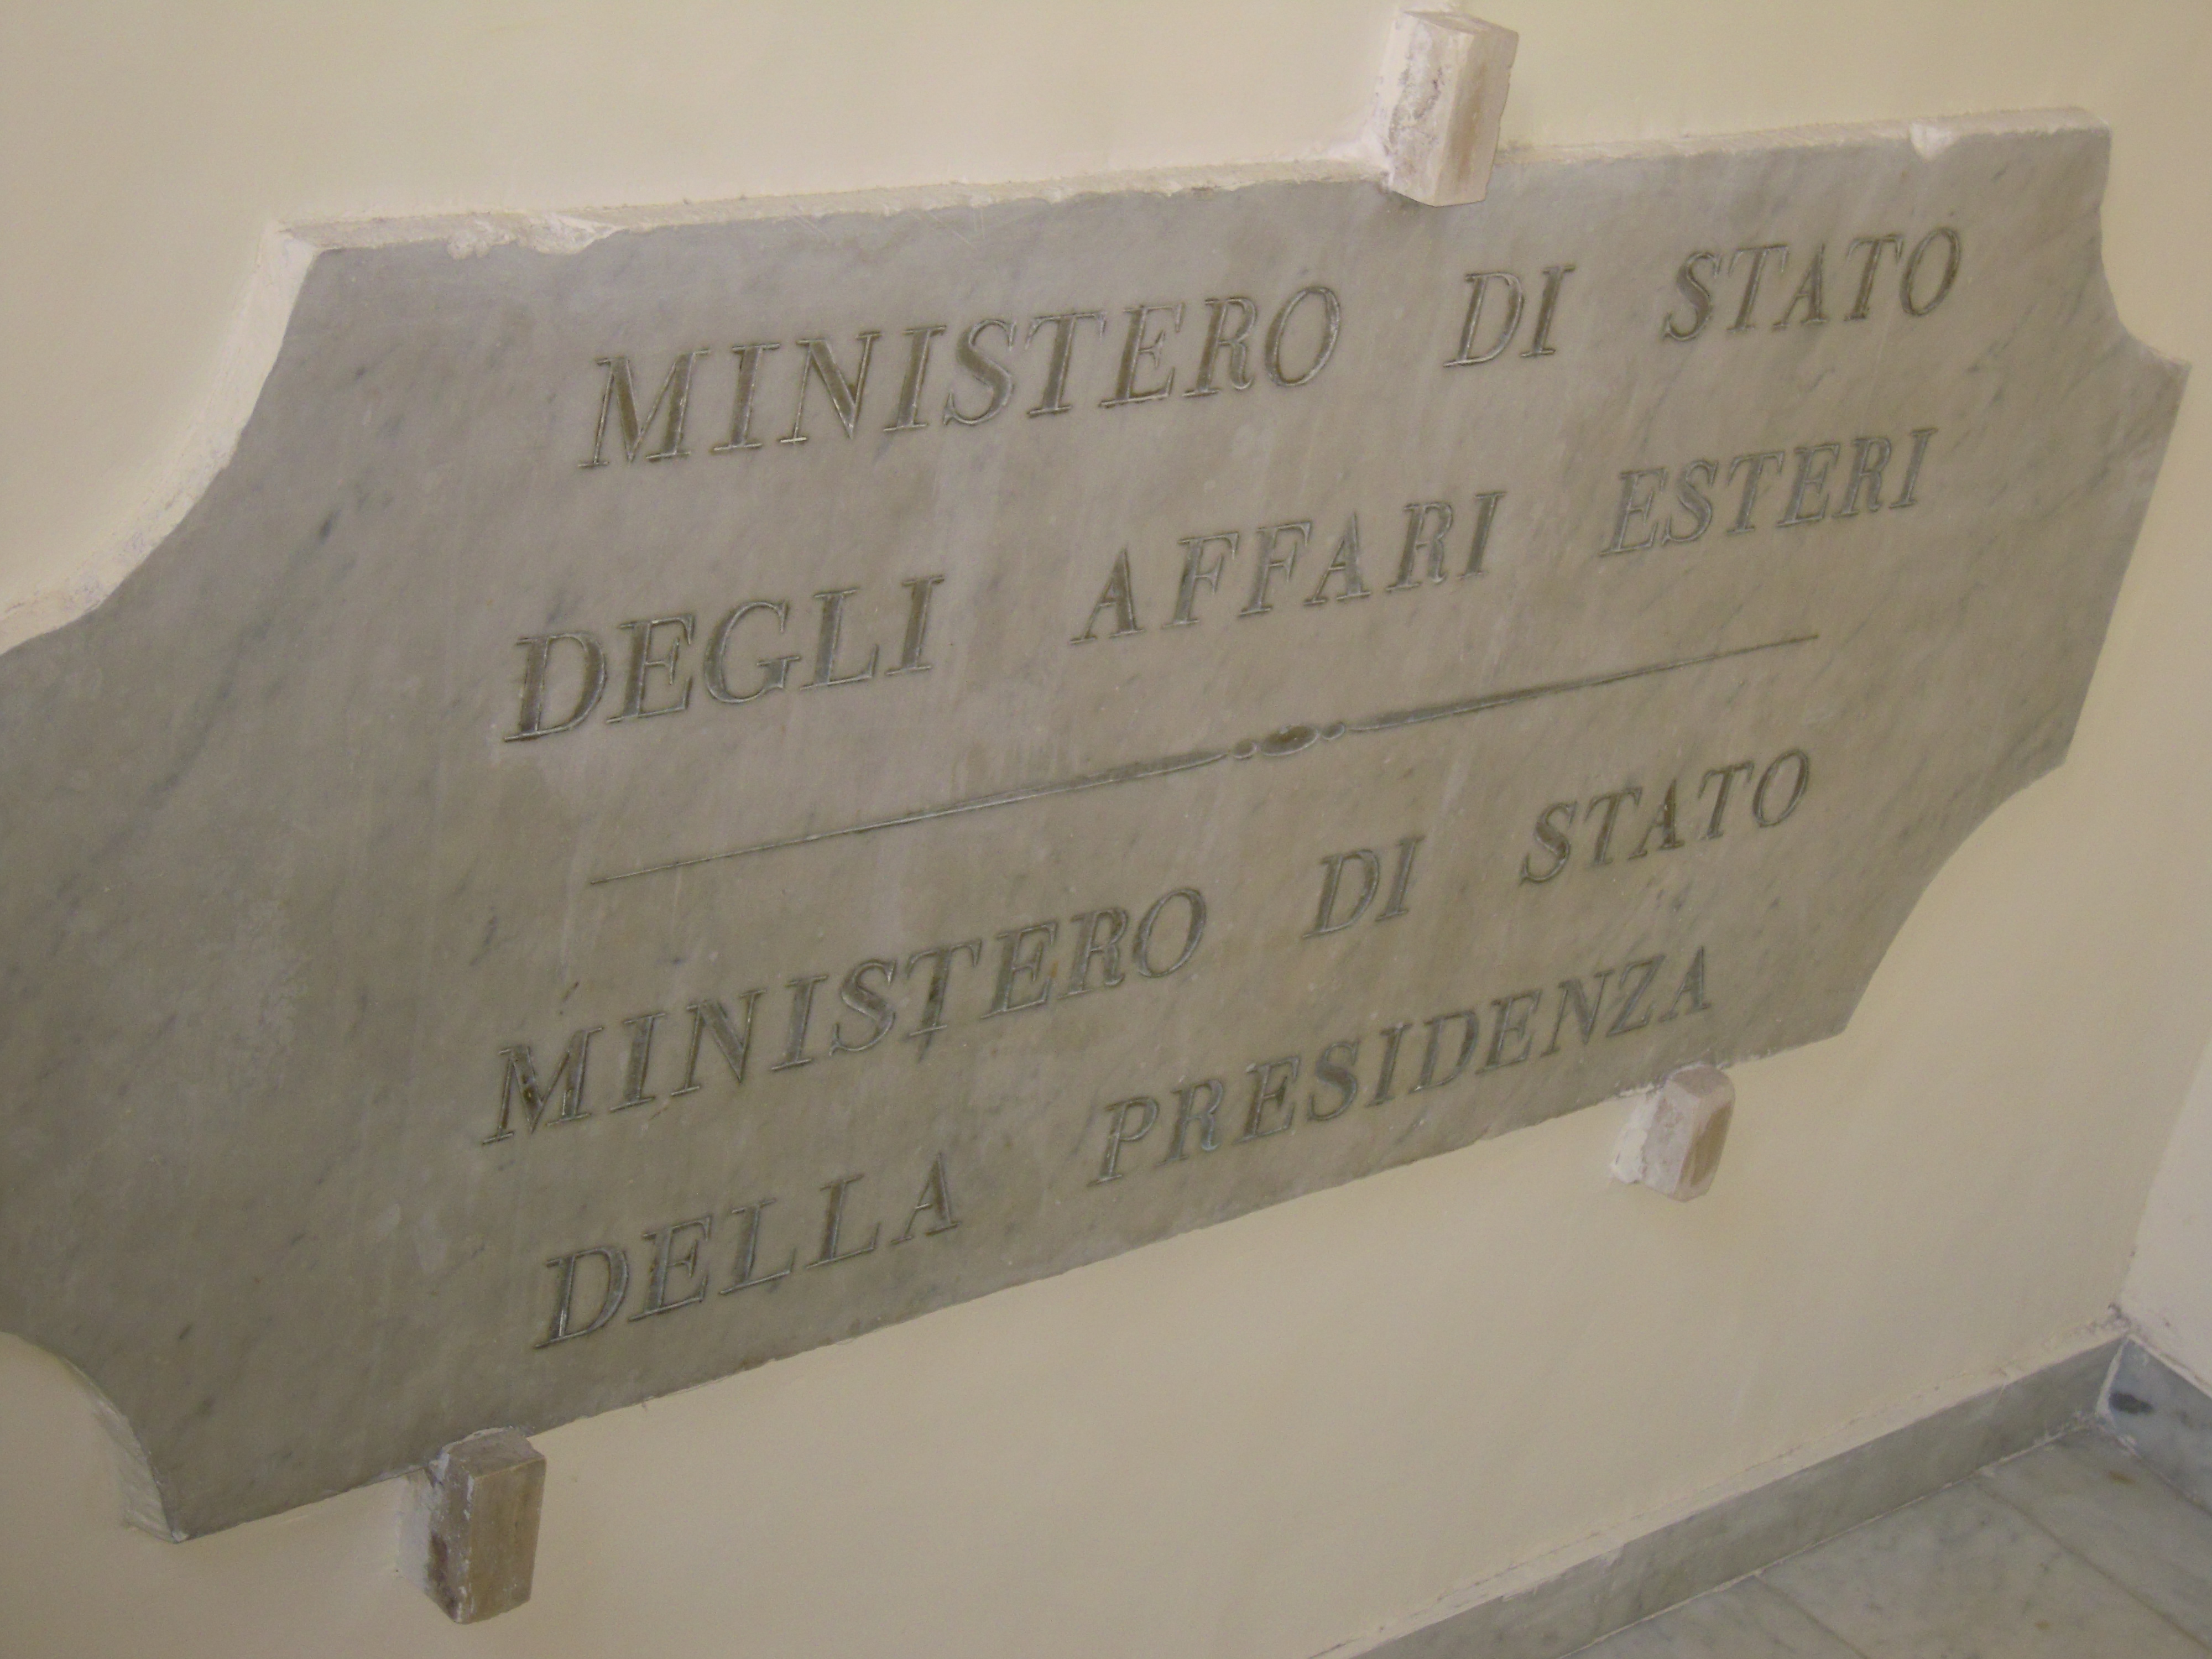 MINISTERO DI STATO
DEGLI AFFARI ESTERI
MINISTERO DI STATO
DELLA PRESIDENZA